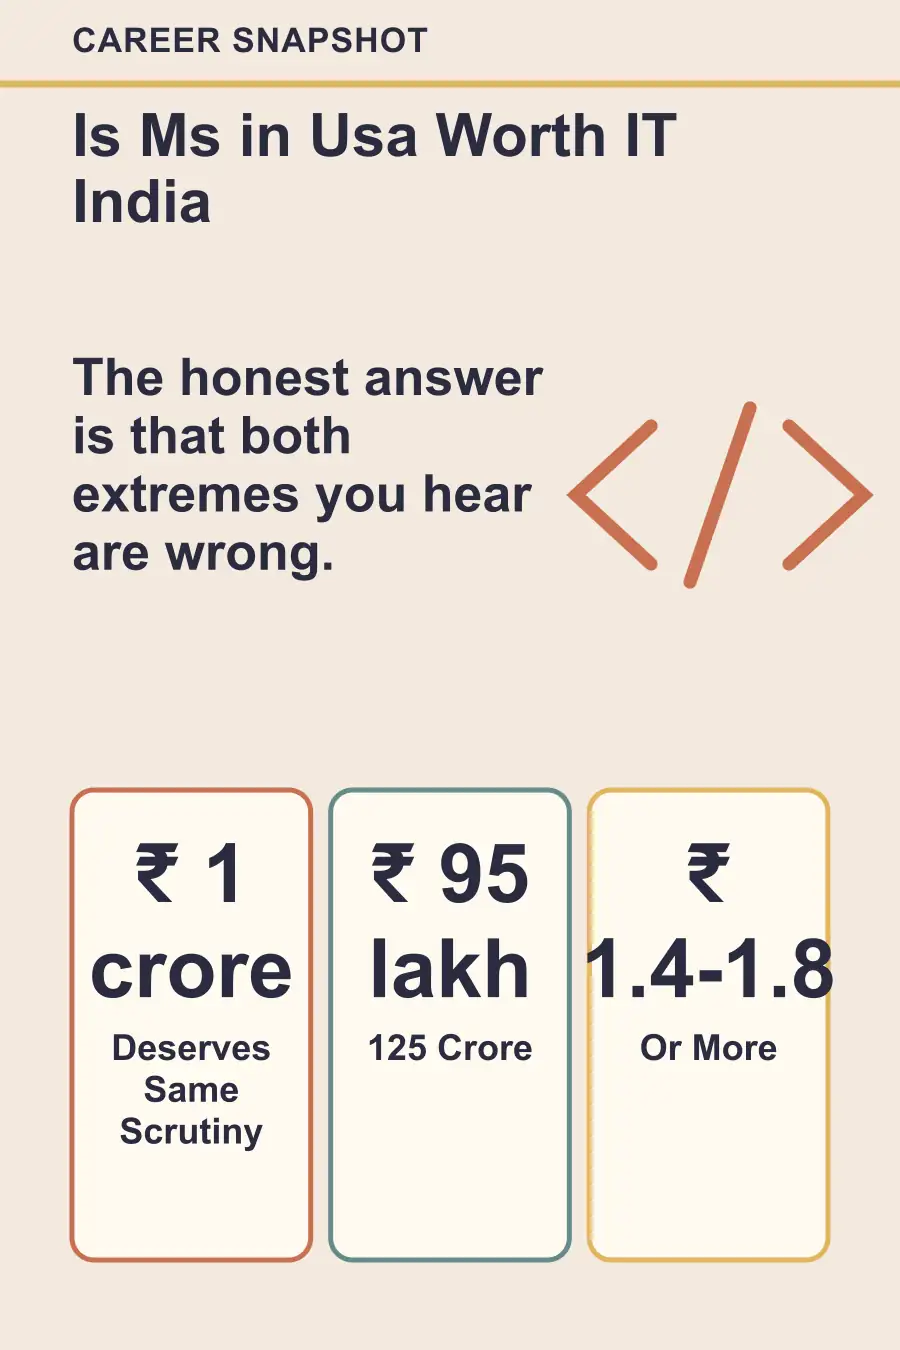 CAREER SNAPSHOT
Is Ms in Usa Worth IT
India
The honest answer
is that both
extremes you hear
are wrong.
₹ 1
crore
Deserves
Same
Scrutiny
₹ 95
lakh
125 Crore
₹
1.4-1.8
Or More